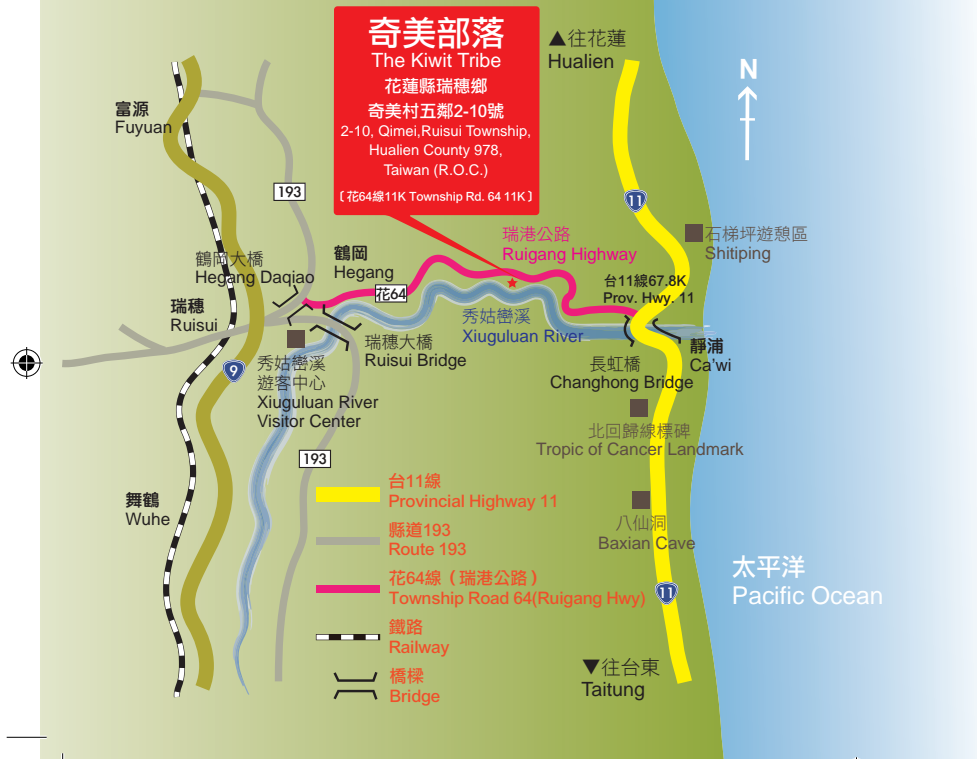 奇美部落
The Kiwit Tribe
花蓮縣瑞穗鄉
奇美村五鄰2-10號
2-10, Qimei,Ruisui Township,
Hualien County 978,
Taiwan (R.O.C.)
〔花64線11K Township Rd. 64 11K〕
▲往花蓮
Hualien
N
富源
Fuyuan
193
11
瑞港公路
Ruigang Highway
石梯坪遊憩區
Shitiping
鶴岡大橋
Hegang Daqiao
鶴岡
Hegang
花64
台11線67.8K
Prov. Hwy. 11
瑞穗
Ruisui
秀姑巒溪
Xiuguluan River
瑞穗大橋
Ruisui Bridge
靜浦
Ca'wi
長虹橋
Changhong Bridge
9
秀姑巒溪
遊客中心
Xiuguluan River
Visitor Center
北回歸線標碑
Tropic of Cancer Landmark
193
舞鶴
Wuhe
台11線
Provincial Highway 11
縣道193
Route 193
花64線（瑞港公路）
Township Road 64(Ruigang Hwy)
鐵路
Railway
橋樑
Bridge
八仙洞
Baxian Cave
太平洋
Pacific Ocean
11
▼往台東
Taitung